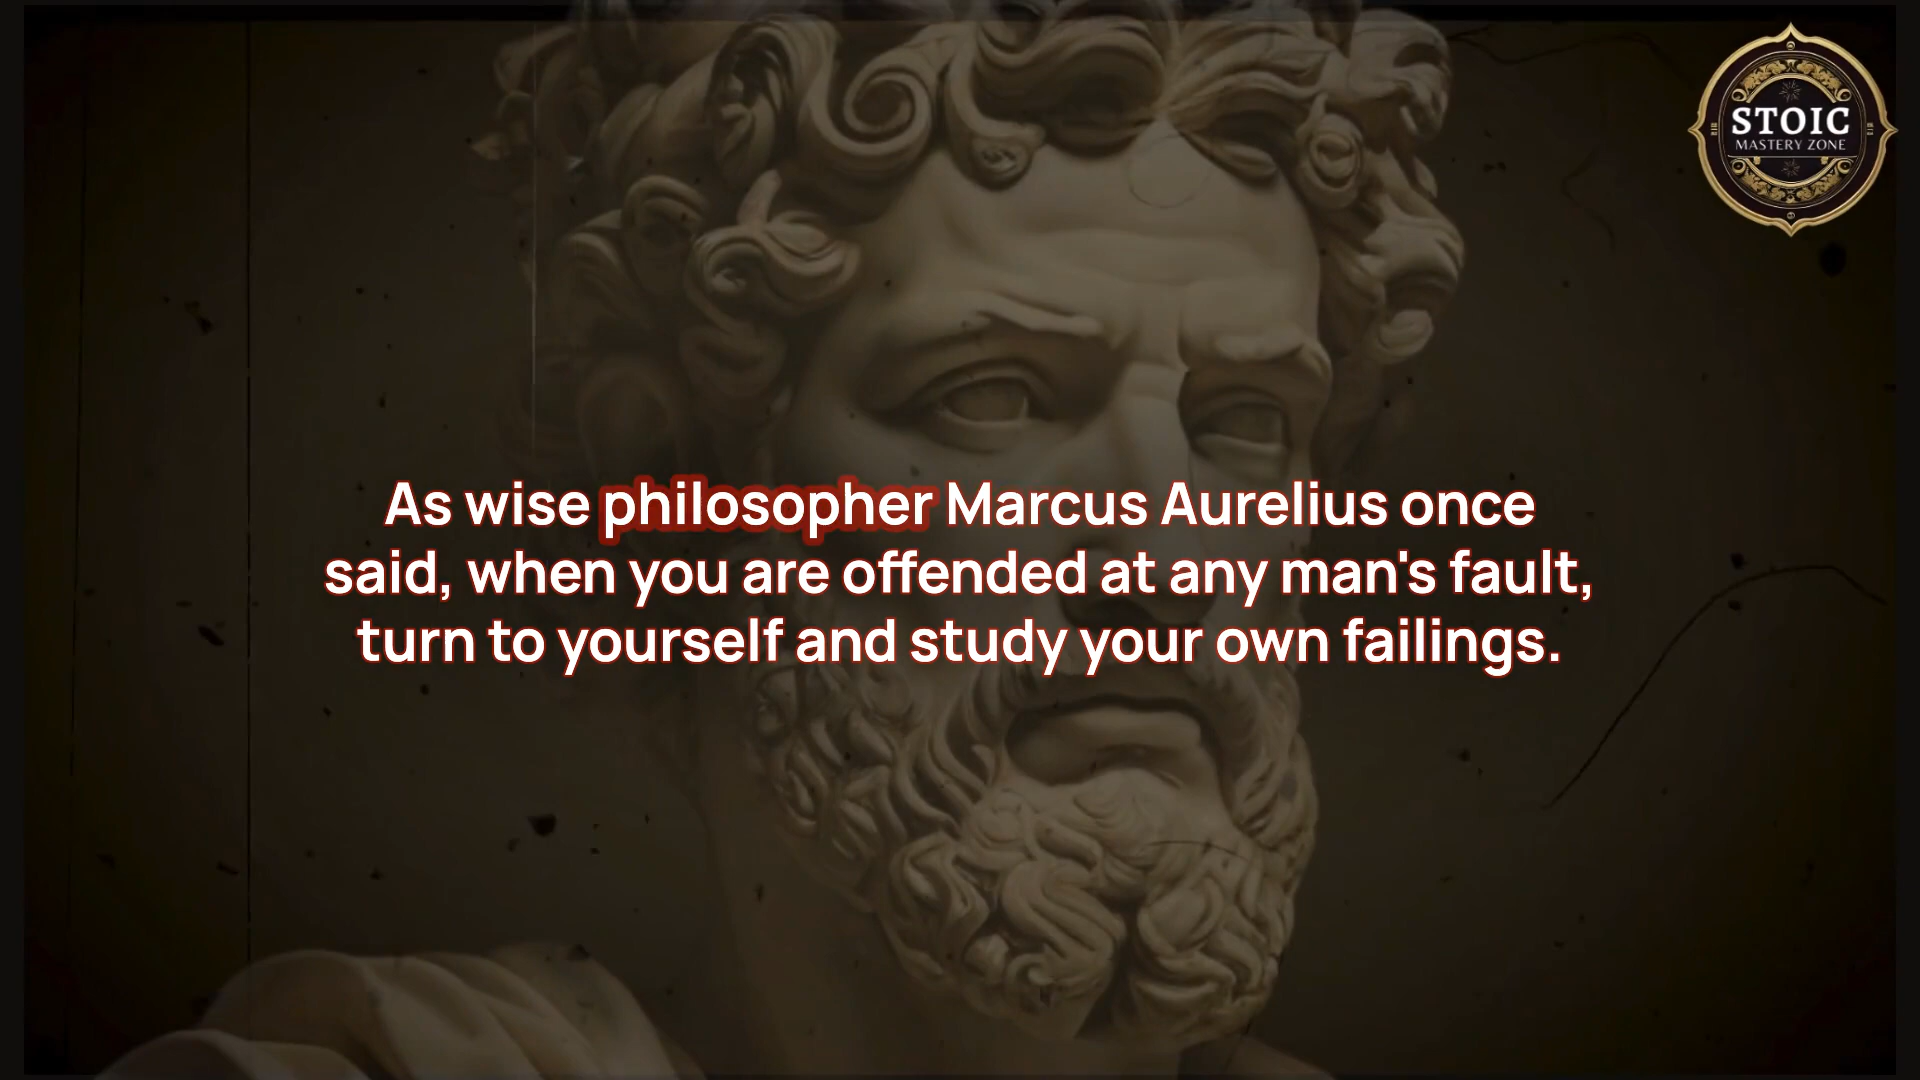 STOIC
MASTERY ZONE
As wise philosopher Marcus Aurelius once
said, when you are offended at any man's fault,
turn to yourself and study your own failings.